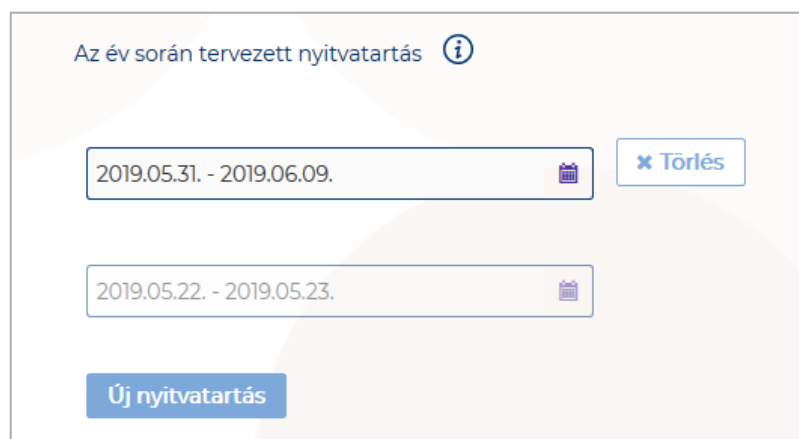 Az év során tervezett nyitvatartás
2019.05.31. - 2019.06.09.
Törlés
2019.05.22. - 2019.05.23.
Új nyitvatartás